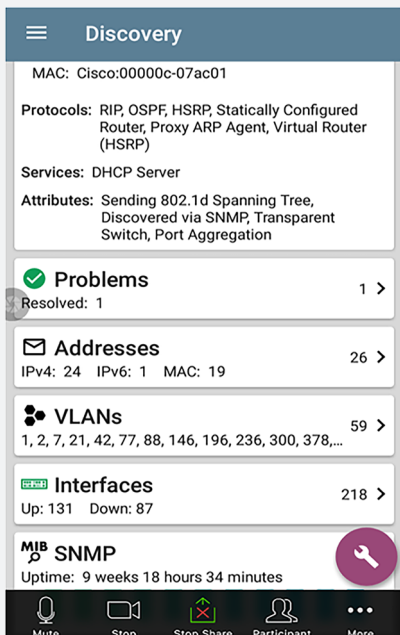 Discovery
MAC: Cisco:00000c-07ac01
Protocols: RIP, OSPF, HSRP, Statically Configured
Router, Proxy ARP Agent, Virtual Router
(HSRP)
Services: DHCP Server
Attributes: Sending 802.1d Spanning Tree,
Discovered via SNMP, Transparent
Switch, Port Aggregation
Problems
1
Resolved: 1
Addresses
26
IPv4: 24 IPv6: 1 MAC: 19
VLANs
59
1, 2, 7, 21, 42, 77, 88, 146, 196, 236, 300, 378,...
Interfaces
218
Up: 131 Down: 87
MIB
SNMP
Uptime: 9 weeks 18 hours 34 minutes
Mute Stop Stop Share Participant More